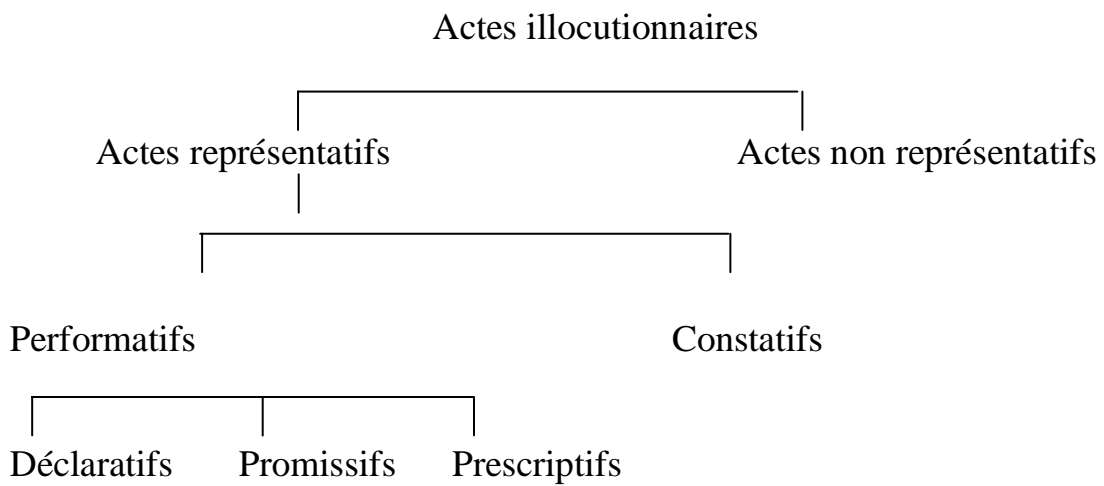 Actes illocutionnaires
Actes représentatifs Actes non représentatifs
Performatifs Constatifs
Déclaratifs Promissifs Prescriptifs